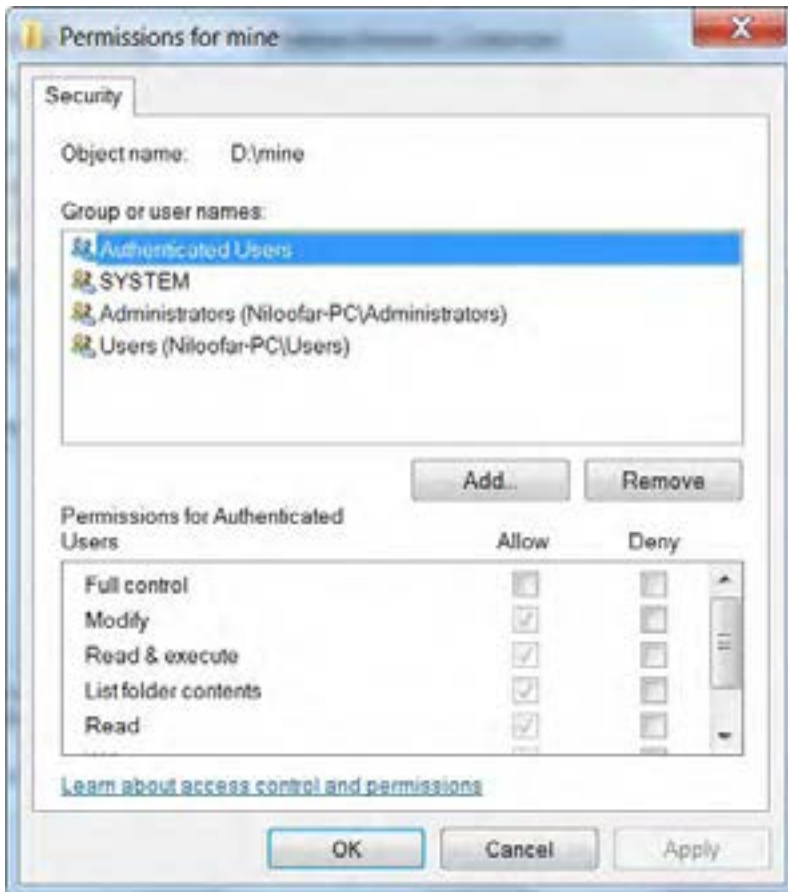 Permissions for mine
Security
Object name: D:\mine
Group or user names:
Authenticated Users
SYSTEM
Administrators (Niloofar-PC\Administrators)
Users (Niloofar-PC\Users)
Add... Remove
Permissions for Authenticated
Users Allow Deny
Full control
Modify
Read & execute
List folder contents
Read
Learn about access control and permissions
OK Cancel Apply